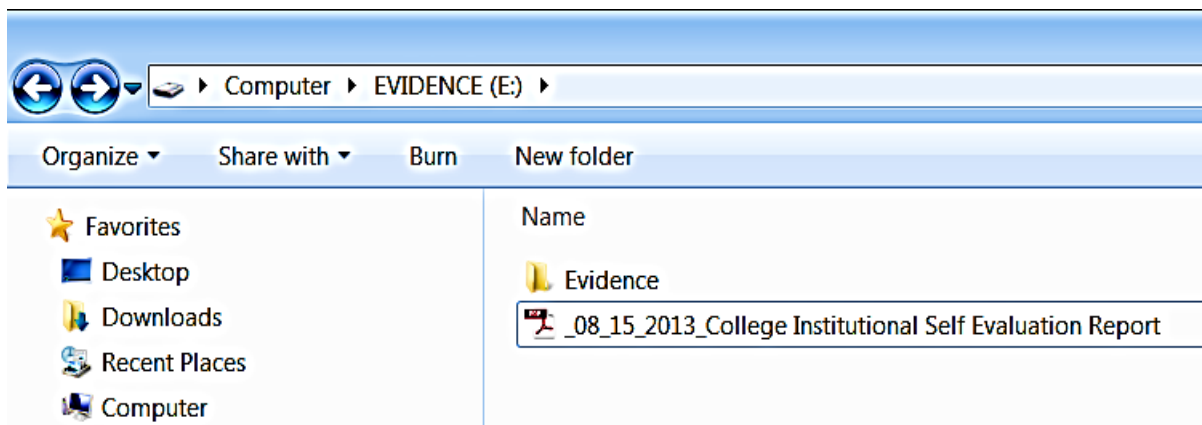 Computer EVIDENCE (E:)
Organize Share with Burn New folder
Name
Favorites
Desktop
Downloads
Recent Places
Computer
Evidence
_08_15_2013_College Institutional Self Evaluation Report